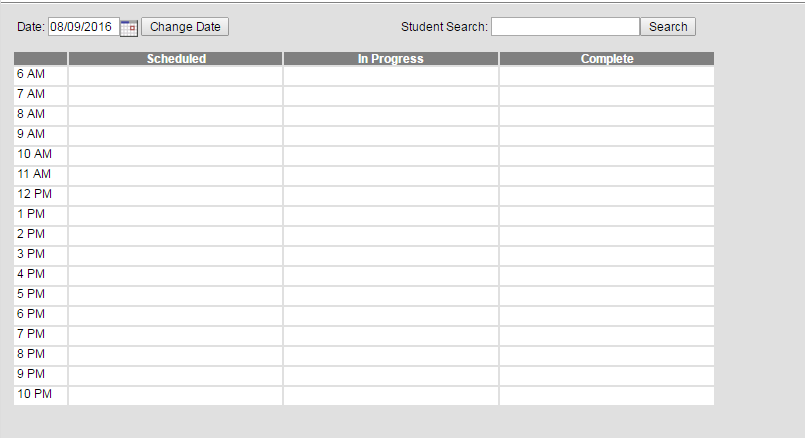 Date: 08/09/2016 Change Date Student Search: Search
Scheduled In Progress Complete
6 AM
7 AM
8 AM
9 AM
10 AM
11 AM
12 PM
1 PM
2 PM
3 PM
4 PM
5 PM
6 PM
7 PM
8 PM
9 PM
10 PM